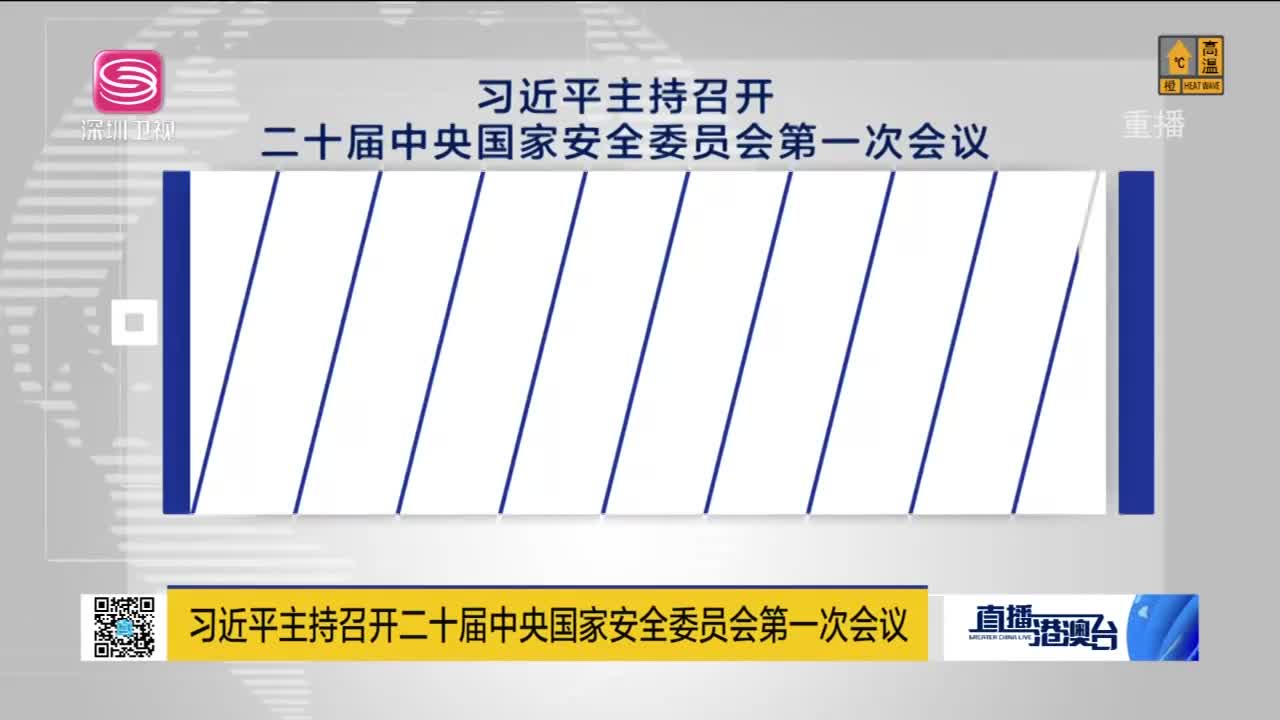 习近平主持召开
二十届中央国家安全委员会第一次会议
深圳卫视
℃
高温
橙
HEAT WAVE
重播
习近平主持召开二十届中央国家安全委员会第一次会议
直播港澳台
GREATER CHINA LIVE